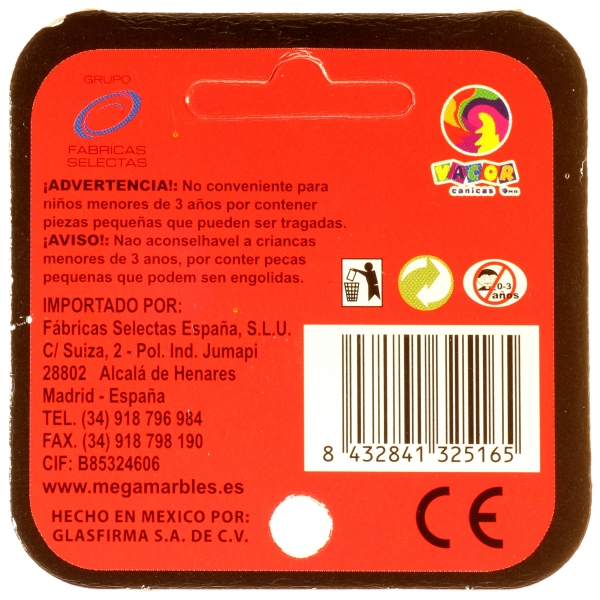 GRUPO
FABRICAS
SELECTAS
VACOR
canicas
¡ADVERTENCIA!: No conveniente para
niños menores de 3 años por contener
piezas pequeñas que pueden ser tragadas.
¡AVISO!: Nao aconselhavel a criancas
menores de 3 anos, por conter pecas
pequenas que podem ser engolidas.
0-3
años
IMPORTADO POR:
Fábricas Selectas España, S.L.U.
C/ Suiza, 2 - Pol. Ind. Jumapi
28802 Alcalá de Henares
Madrid - España
TEL. (34) 918 796 984
FAX. (34) 918 798 190
CIF: B85324606
www.megamarbles.es
HECHO EN MEXICO POR:
GLASFIRMA S.A. DE C.V.
8 432841 325165
CE